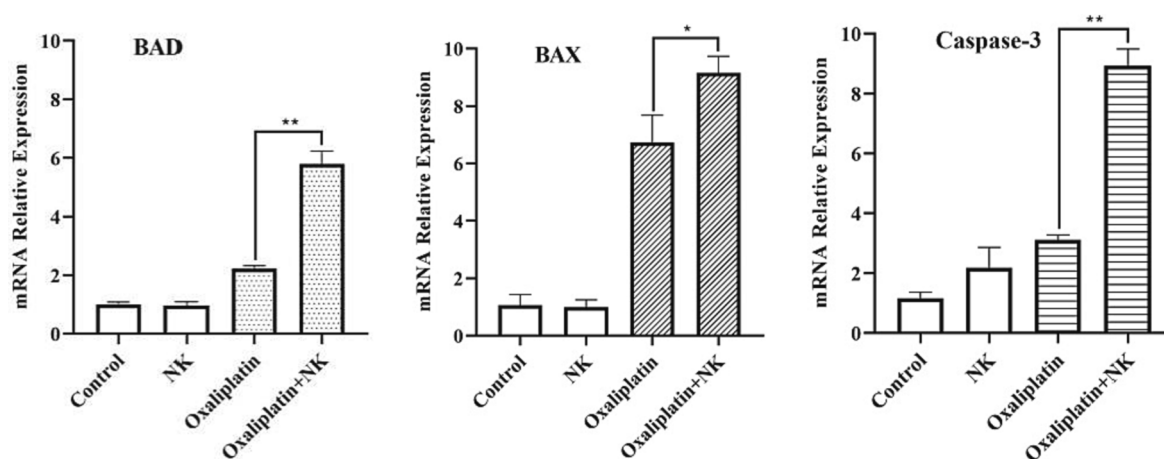 BAD
mRNA Relative Expression
10
8
6
4
2
0
**
Control
NK
Oxaliplatin
Oxaliplatin+NK
BAX
mRNA Relative Expression
10
8
6
4
2
0
*
Control
NK
Oxaliplatin
Oxaliplatin+NK
Caspase-3
mRNA Relative Expression
10
8
6
4
2
0
**
Control
NK
Oxaliplatin
Oxaliplatin+NK